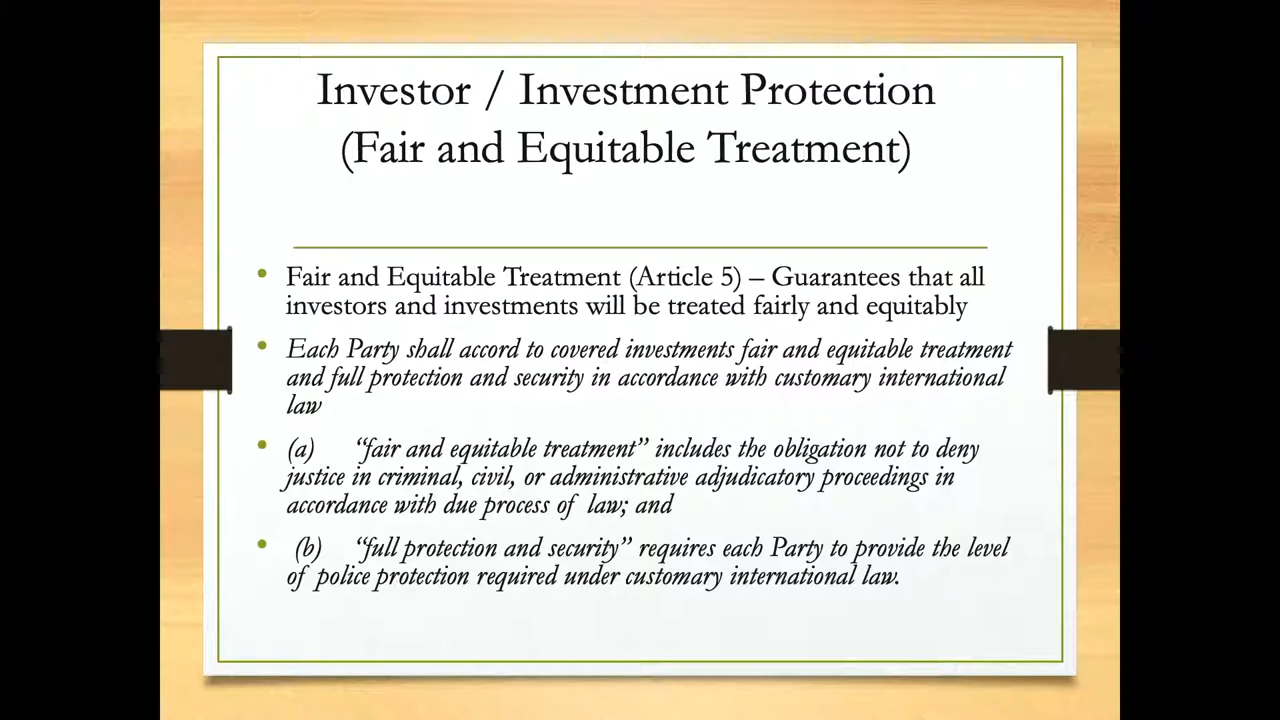 Investor / Investment Protection
(Fair and Equitable Treatment)
• Fair and Equitable Treatment (Article 5) – Guarantees that all
investors and investments will be treated fairly and equitably
• Each Party shall accord to covered investments fair and equitable treatment
and full protection and security in accordance with customary international
law
• (a) “fair and equitable treatment” includes the obligation not to deny
justice in criminal, civil, or administrative adjudicatory proceedings in
accordance with due process of law; and
• (b) “full protection and security” requires each Party to provide the level
of police protection required under customary international law.